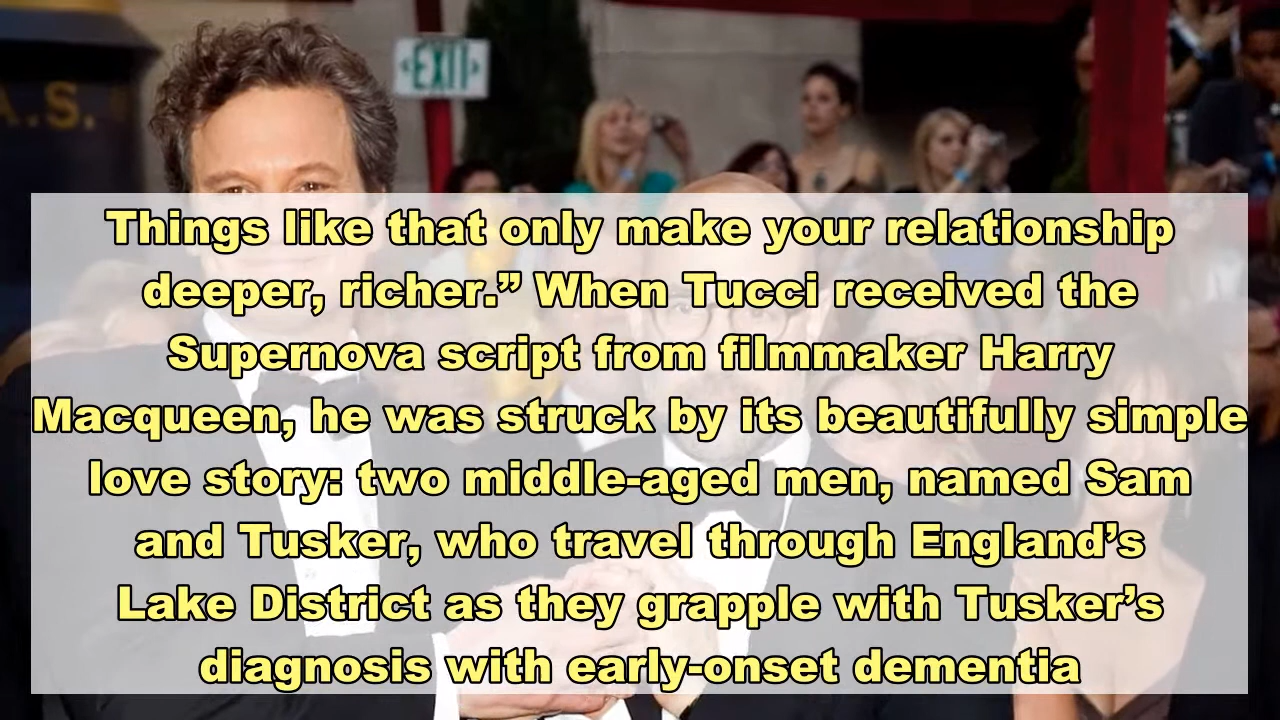 A.S.
EXIT
Things like that only make your relationship
deeper, richer.” When Tucci received the
Supernova script from filmmaker Harry
Macqueen, he was struck by its beautifully simple
love story: two middle-aged men, named Sam
and Tusker, who travel through England’s
Lake District as they grapple with Tusker’s
diagnosis with early-onset dementia